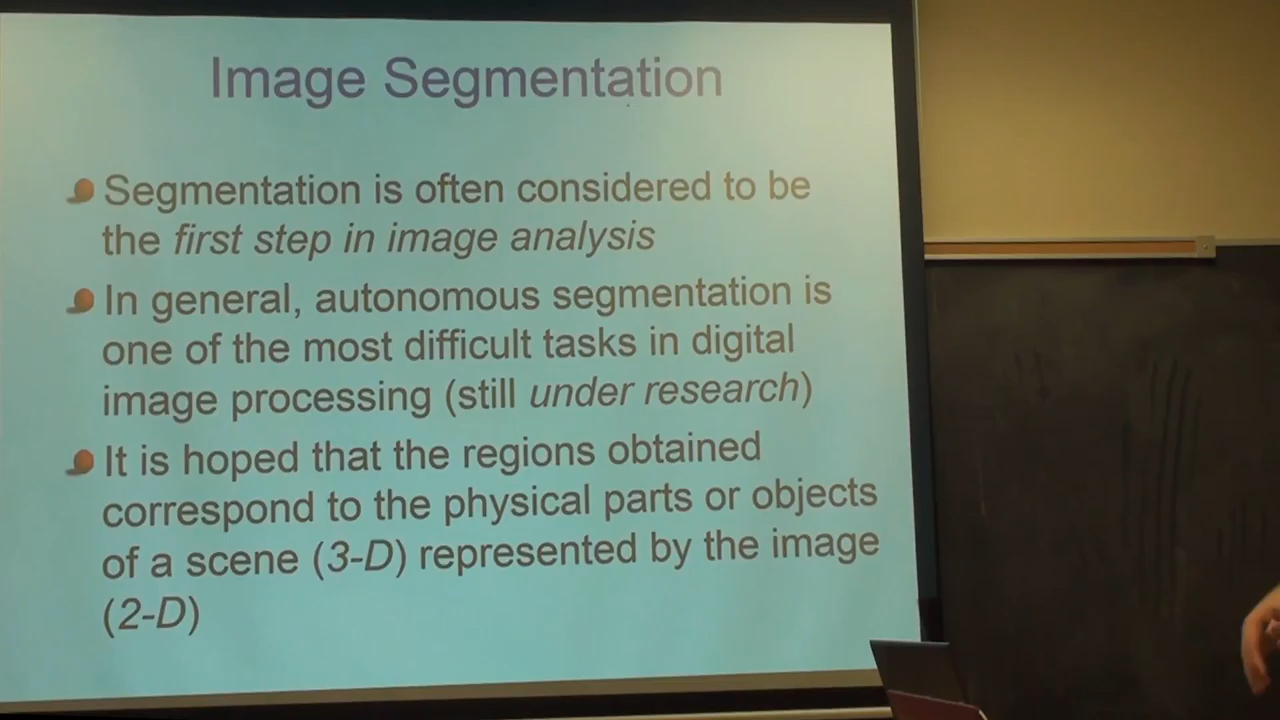 Image Segmentation
Segmentation is often considered to be
the first step in image analysis
In general, autonomous segmentation is
one of the most difficult tasks in digital
image processing (still under research)
It is hoped that the regions obtained
correspond to the physical parts or objects
of a scene (3-D) represented by the image
(2-D)